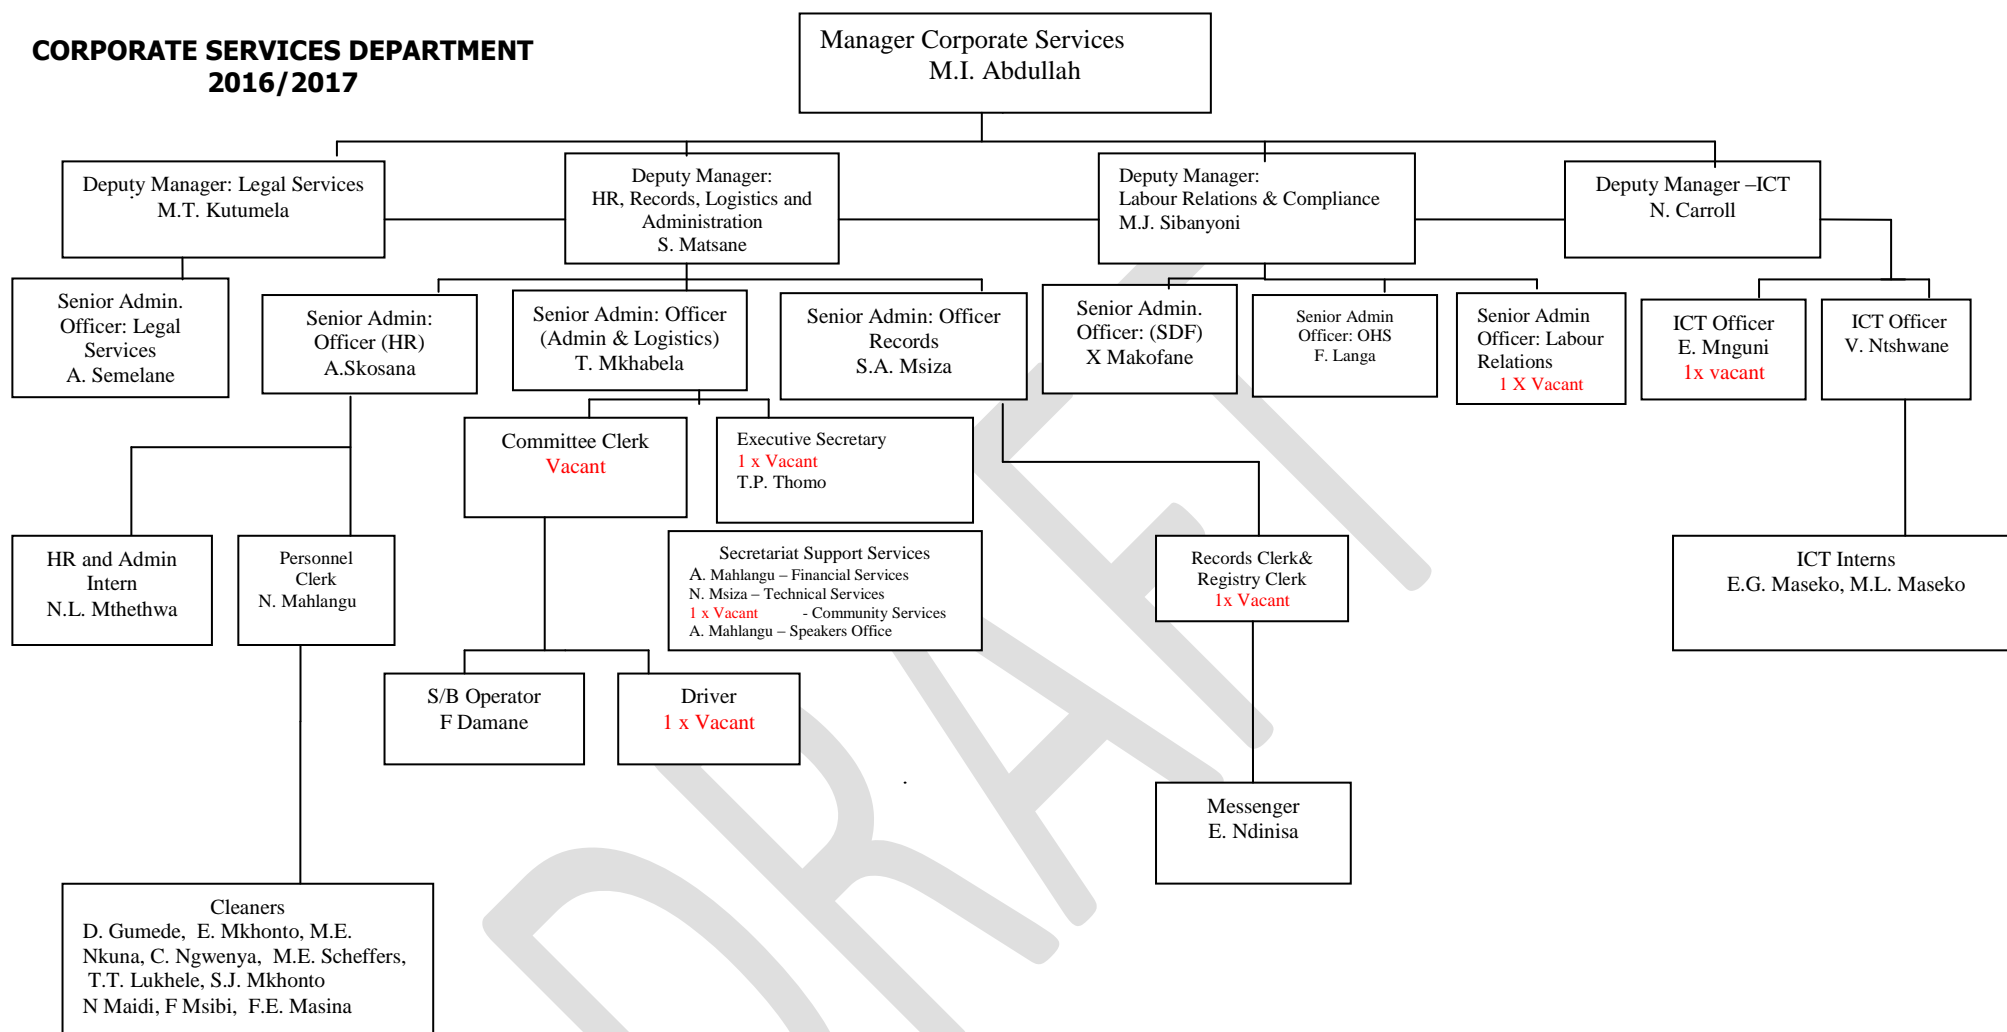 CORPORATE SERVICES DEPARTMENT
2016/2017
Manager Corporate Services
M.I. Abdullah
Deputy Manager: Legal Services
M.T. Kutumela
Deputy Manager:
HR, Records, Logistics and
Administration
S. Matsane
Deputy Manager:
Labour Relations & Compliance
M.J. Sibanyoni
Deputy Manager –ICT
N. Carroll
Senior Admin.
Officer: Legal
Services
A. Semelane
Senior Admin:
Officer (HR)
A.Skosana
Senior Admin: Officer
(Admin & Logistics)
T. Mkhabela
Senior Admin: Officer
Records
S.A. Msiza
Senior Admin.
Officer: (SDF)
X Makofane
Senior Admin
Officer: OHS
F. Langa
Senior Admin
Officer: Labour
Relations
1 X Vacant
ICT Officer
E. Mnguni
1x vacant
ICT Officer
V. Ntshwane
Committee Clerk
Vacant
Executive Secretary
1 x Vacant
T.P. Thomo
HR and Admin
Intern
N.L. Mthethwa
Personnel
Clerk
N. Mahlangu
Secretariat Support Services
A. Mahlangu – Financial Services
N. Msiza – Technical Services
1 x Vacant - Community Services
A. Mahlangu – Speakers Office
Records Clerk&
Registry Clerk
1x Vacant
ICT Interns
E.G. Maseko, M.L. Maseko
S/B Operator
F Damane
Driver
1 x Vacant
Messenger
E. Ndinisa
Cleaners
D. Gumede, E. Mkhonto, M.E.
Nkuna, C. Ngwenya, M.E. Scheffers,
T.T. Lukhele, S.J. Mkhonto
N Maidi, F Msibi, F.E. Masina
DRAFT